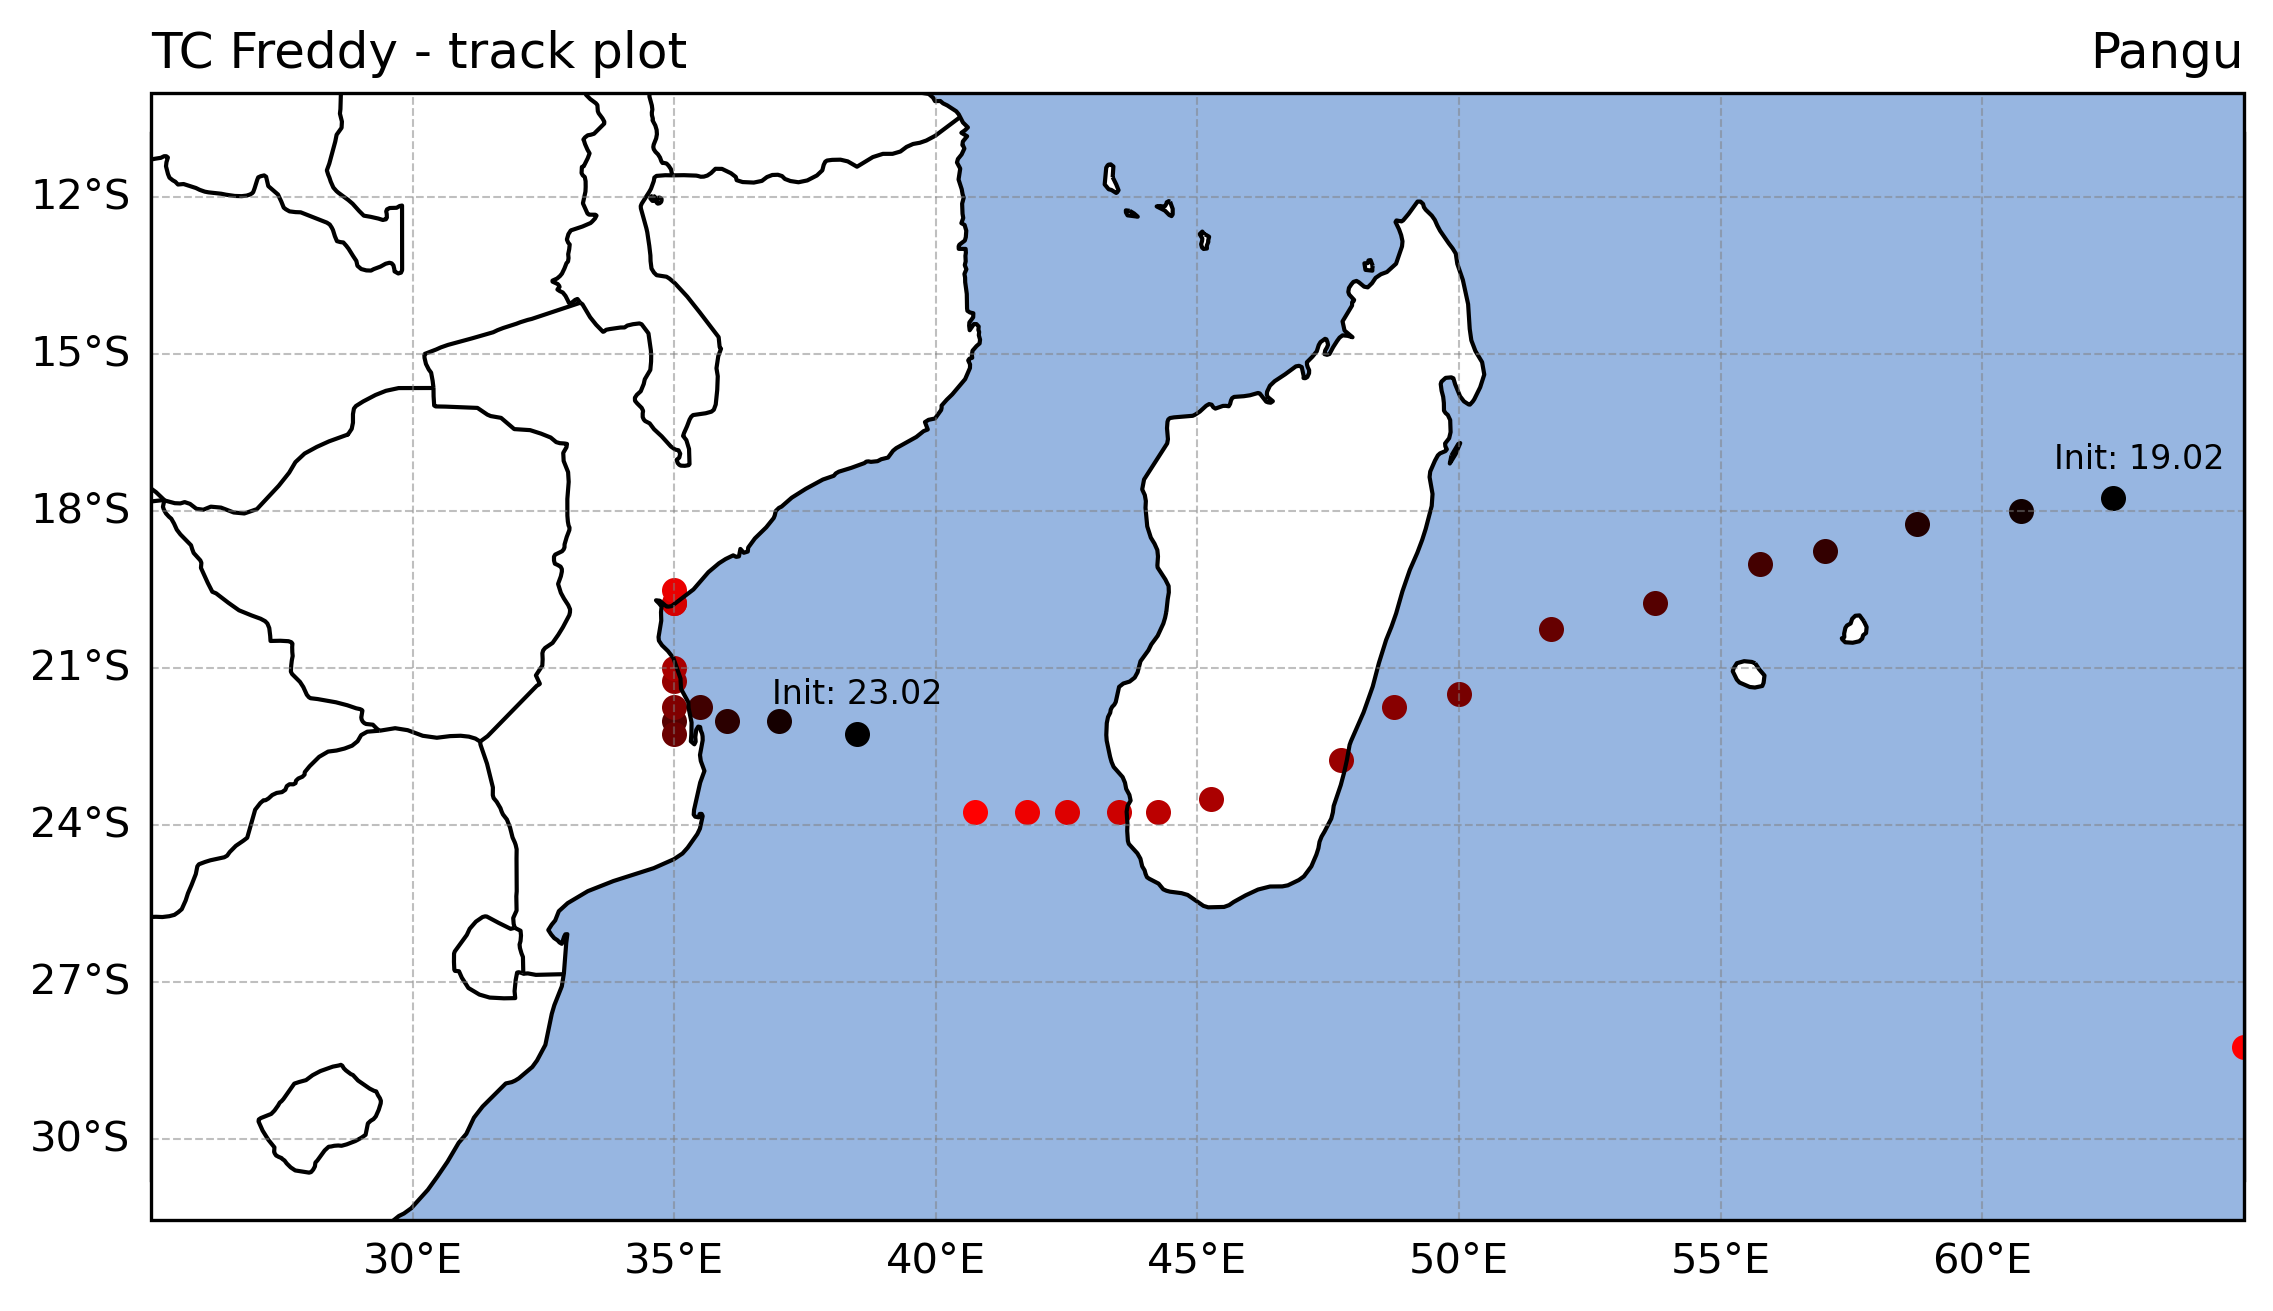 TC Freddy - track plot
Pangu
12°S
15°S
Init: 19.02
18°S
21°S
Init: 23.02
24°S
27°S
30°S
30°E 35°E 40°E 45°E 50°E 55°E 60°E